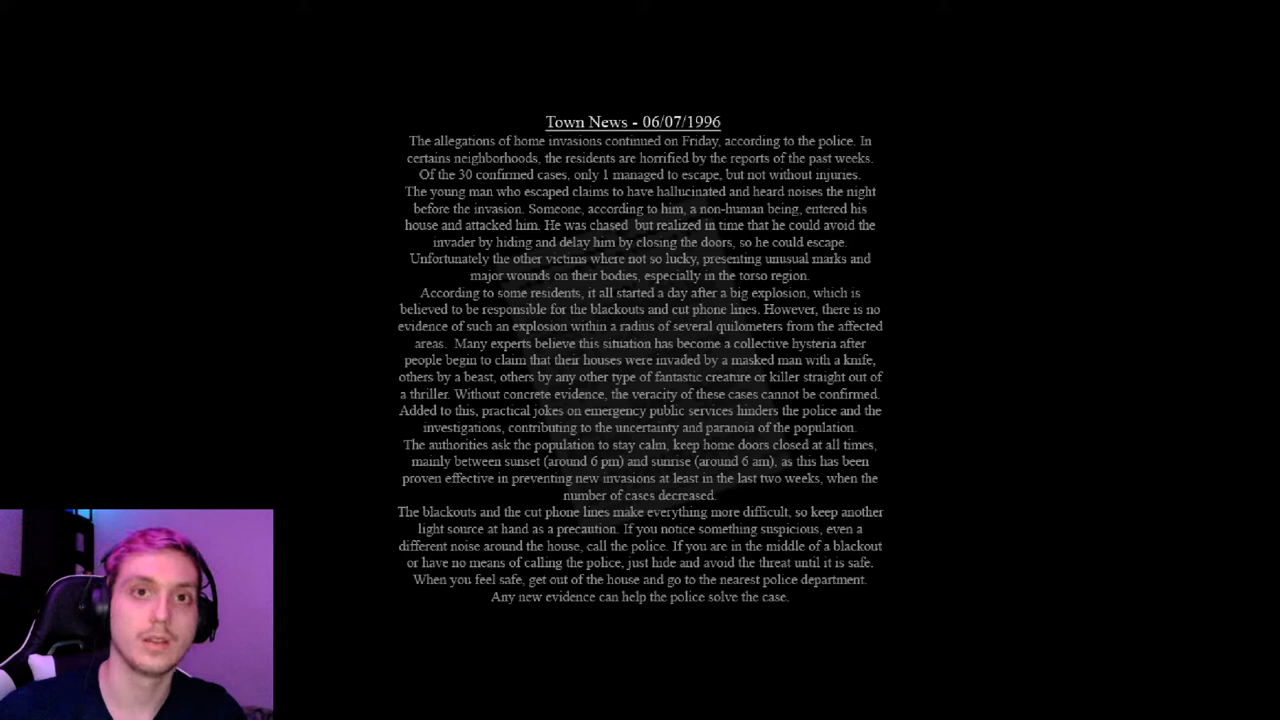 Town News - 06/07/1996
The allegations of home invasions continued on Friday, according to the police. In
certains neighborhoods, the residents are horrified by the reports of the past weeks.
Of the 30 confirmed cases, only 1 managed to escape, but not without injuries.
The young man who escaped claims to have hallucinated and heard noises the night
before the invasion. Someone, according to him, a non-human being, entered his
house and attacked him. He was chased but realized in time that he could avoid the
invader by hiding and delay him by closing the doors, so he could escape.
Unfortunately the other victims where not so lucky, presenting unusual marks and
major wounds on their bodies, especially in the torso region.
According to some residents, it all started a day after a big explosion, which is
believed to be responsible for the blackouts and cut phone lines. However, there is no
evidence of such an explosion within a radius of several quilometers from the affected
areas. Many experts believe this situation has become a collective hysteria after
people begin to claim that their houses were invaded by a masked man with a knife,
others by a beast, others by any other type of fantastic creature or killer straight out of
a thriller. Without concrete evidence, the veracity of these cases cannot be confirmed.
Added to this, practical jokes on emergency public services hinders the police and the
investigations, contributing to the uncertainty and paranoia of the population.
The authorities ask the population to stay calm, keep home doors closed at all times,
mainly between sunset (around 6 pm) and sunrise (around 6 am), as this has been
proven effective in preventing new invasions at least in the last two weeks, when the
number of cases decreased.
The blackouts and the cut phone lines make everything more difficult, so keep another
light source at hand as a precaution. If you notice something suspicious, even a
different noise around the house, call the police. If you are in the middle of a blackout
or have no means of calling the police, just hide and avoid the threat until it is safe.
When you feel safe, get out of the house and go to the nearest police department.
Any new evidence can help the police solve the case.